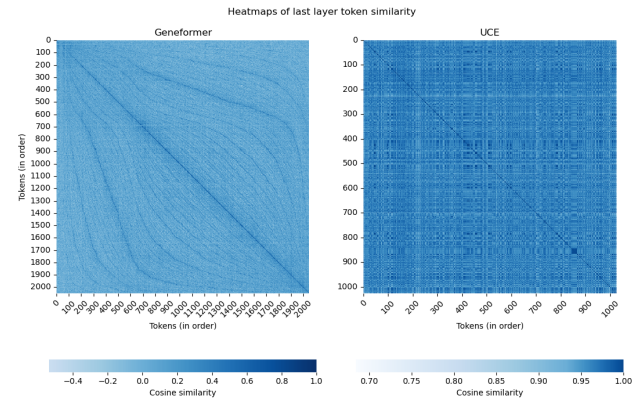 Heatmaps of last layer token similarity
Geneformer
UCE
0
100
200
300
400
500
600
700
800
900
1000
1100
1200
1300
1400
1500
1600
1700
1800
1900
2000
Tokens (in order)
0 100 200 300 400 500 600 700 800 900 1000 1100 1200 1300 1400 1500 1600 1700 1800 1900 2000
Tokens (in order)
0
100
200
300
400
500
600
700
800
900
1000
0 100 200 300 400 500 600 700 800 900 1000
Tokens (in order)
−0.4 −0.2 0.0 0.2 0.4 0.6 0.8 1.0
Cosine similarity
0.70 0.75 0.80 0.85 0.90 0.95 1.00
Cosine similarity